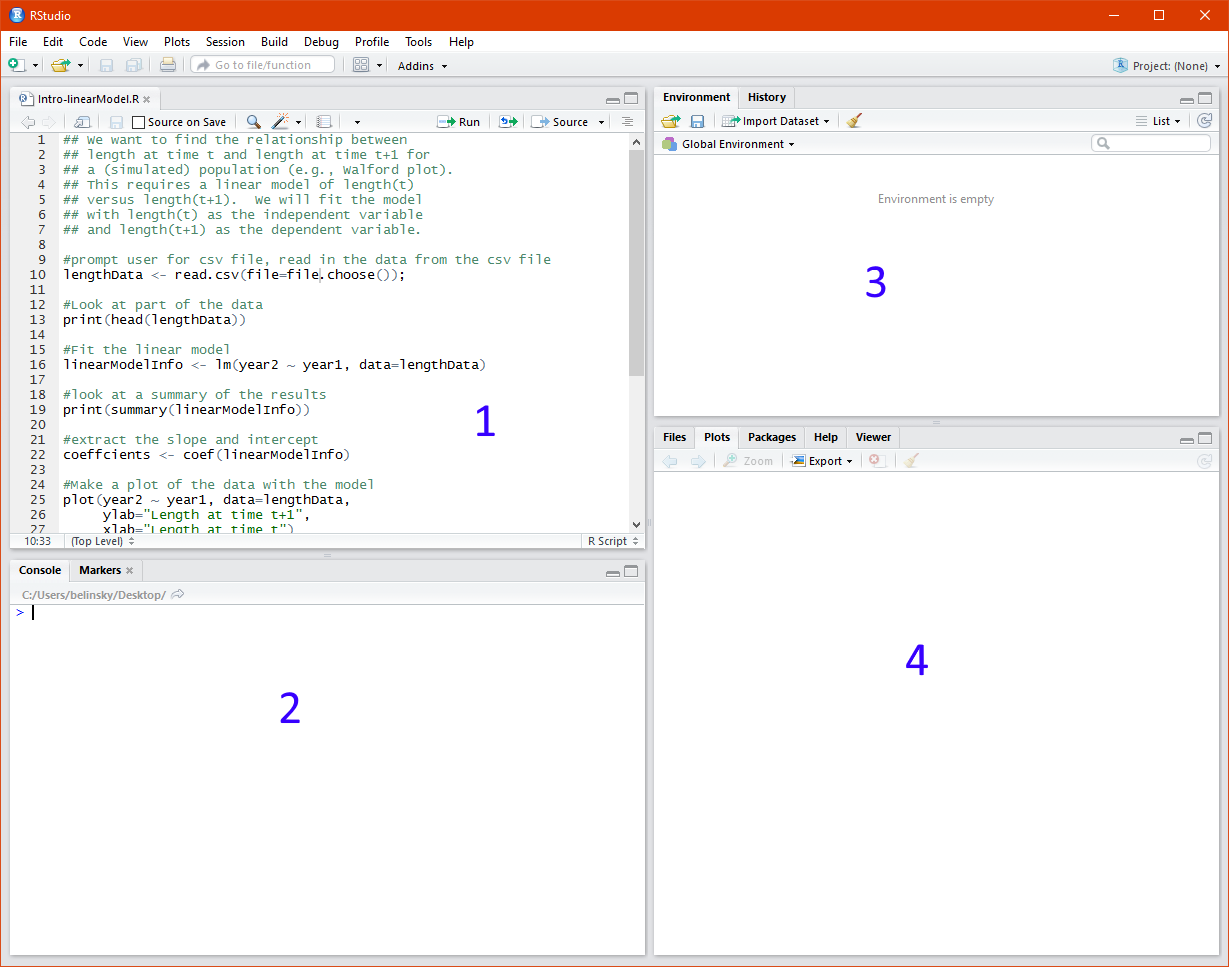 RStudio
File Edit Code View Plots Session Build Debug Profile Tools Help
Go to file/function Addins Project: (None)
Intro-linearModel.R
Source on Save Run Source
1 ## We want to find the relationship between
2 ## length at time t and length at time t+1 for
3 ## a (simulated) population (e.g., Walford plot).
4 ## This requires a linear model of length(t)
5 ## versus length(t+1).  We will fit the model
6 ## with length(t) as the independent variable
7 ## and length(t+1) as the dependent variable.
8
9 #prompt user for csv file, read in the data from the csv file
10 lengthData <- read.csv(file=file.choose());
11
12 #Look at part of the data
13 print(head(lengthData))
14
15 #Fit the linear model
16 linearModelInfo <- lm(year2 ~ year1, data=lengthData)
17
18 #look at a summary of the results
19 print(summary(linearModelInfo))
20
21 #extract the slope and intercept
22 coeffcients <- coef(linearModelInfo)
23
24 #Make a plot of the data with the model
25 plot(year2 ~ year1, data=lengthData,
26      ylab="Length at time t+1",
27      xlab="Length at time t")
1
10:33 (Top Level) R Script
Console Markers
C:/Users/belinsky/Desktop/
>
2
Environment History
Import Dataset List
Global Environment
Environment is empty
3
Files Plots Packages Help Viewer
Zoom Export
4